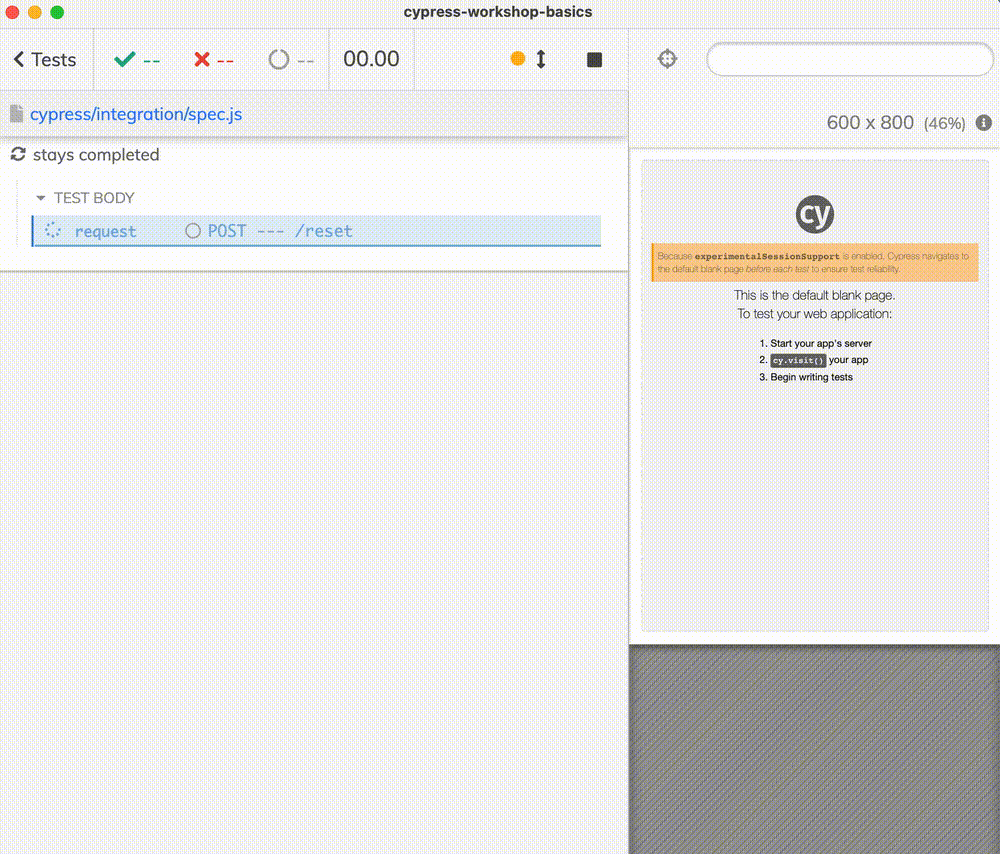 cypress-workshop-basics
Tests
--
--
--
00.00
cypress/integration/spec.js
600 x 800 (46%)
stays completed
TEST BODY
request POST --- /reset
cy
Because experimentalSessionSupport is enabled, Cypress navigates to
the default blank page before each test to ensure test reliability.
This is the default blank page.
To test your web application:
1. Start your app's server
2. cy.visit() your app
3. Begin writing tests